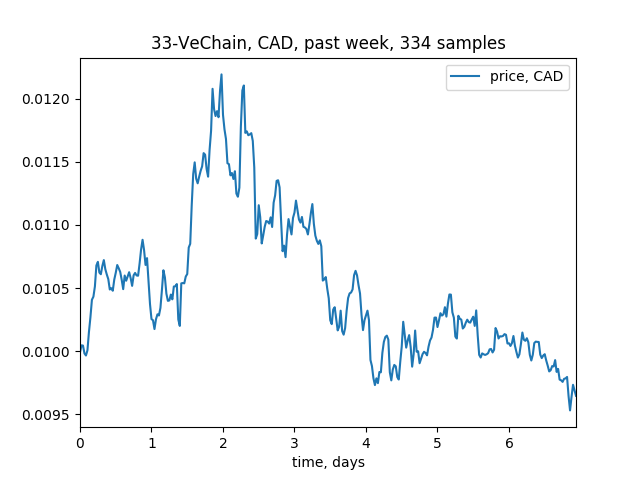 33-VeChain, CAD, past week, 334 samples
price, CAD
0.0120
0.0115
0.0110
0.0105
0.0100
0.0095
0 1 2 3 4 5 6
time, days